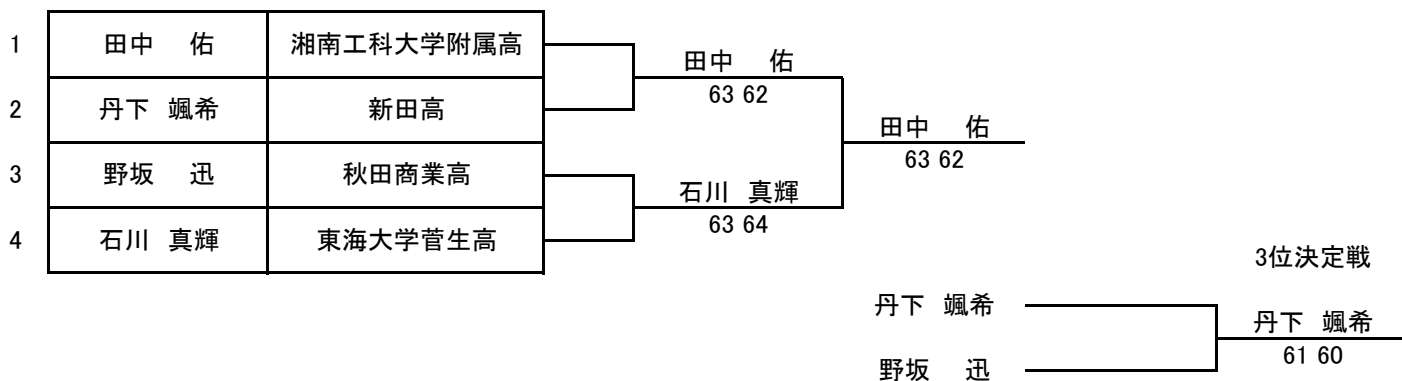 1 田中 佑 湘南工科大学附属高
田中 佑
63 62
2 丹下 颯希 新田高
田中 佑
63 62
3 野坂 迅 秋田商業高
石川 真輝
63 64
4 石川 真輝 東海大学菅生高
3位決定戦
丹下 颯希
丹下 颯希
61 60
野坂 迅